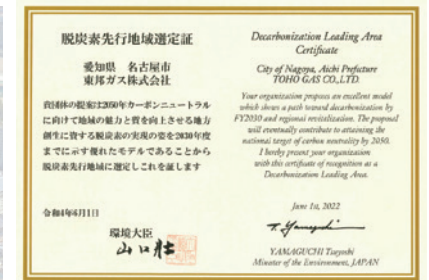 脱炭素先行地域選定証
愛知県 名古屋市
東邦ガス株式会社
貴団体の提案は2050年カーボンニュートラル
に向けて地域の魅力と質を向上させる地方
創生に資する脱炭素の実現の姿を2030年度
までに示す優れたモデルであることから
脱炭素先行地域に選定しこれを証します
令和4年6月1日
環境大臣
山口壯
Decarbonization Leading Area
Certificate
City of Nagoya, Aichi Prefecture
TOHO GAS CO.,LTD.
Your organization proposes an excellent model
which shows a path toward decarbonization by
FY2030 and regional revitalization. The proposal
will eventually contribute to attaining the
national target of carbon neutrality by 2050.
I hereby present your organization
with this certificate of recognition as a
Decarbonization Leading Area.
June 1st, 2022
T. Yamaguchi
YAMAGUCHI Tsuyoshi
Minister of the Environment, JAPAN